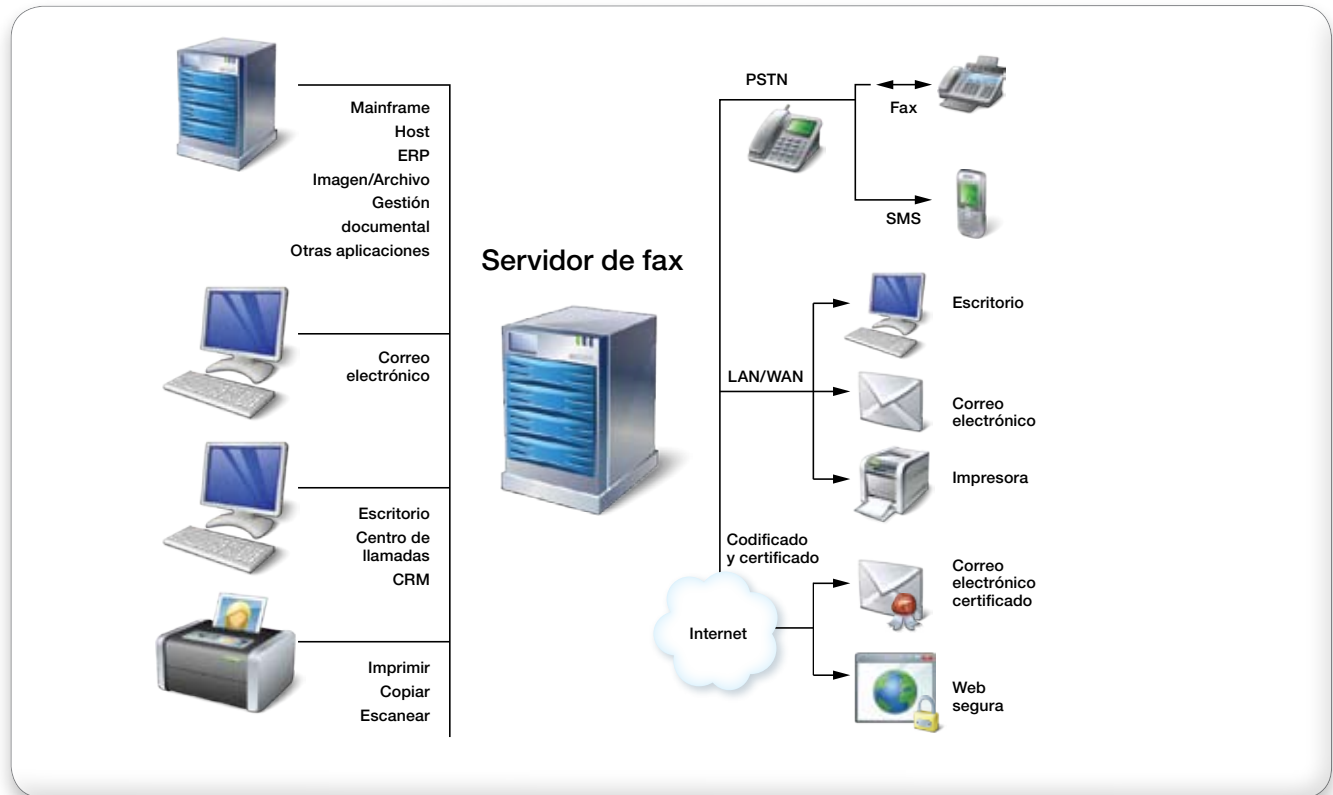 Mainframe
Host
ERP
Imagen/Archivo
Gestión
documental
Otras aplicaciones
Correo
electrónico
Escritorio
Centro de
llamadas
CRM
Imprimir
Copiar
Escanear
Servidor de fax
PSTN
Fax
SMS
LAN/WAN
Escritorio
Correo
electrónico
Impresora
Codificado
y certificado
Internet
Correo
electrónico
certificado
Web
segura